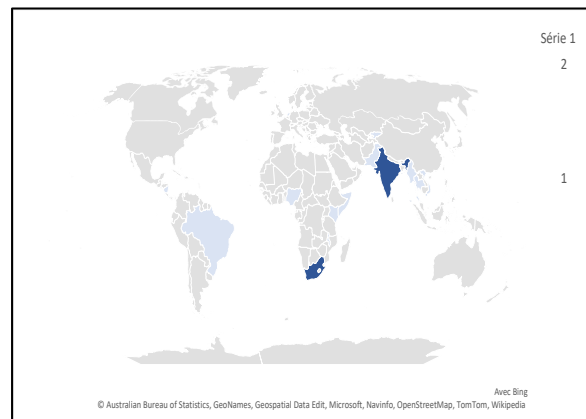 Série 1
2
1
Avec Bing
© Australian Bureau of Statistics, GeoNames, Geospatial Data Edit, Microsoft, Navinfo, OpenStreetMap, TomTom, Wikipedia